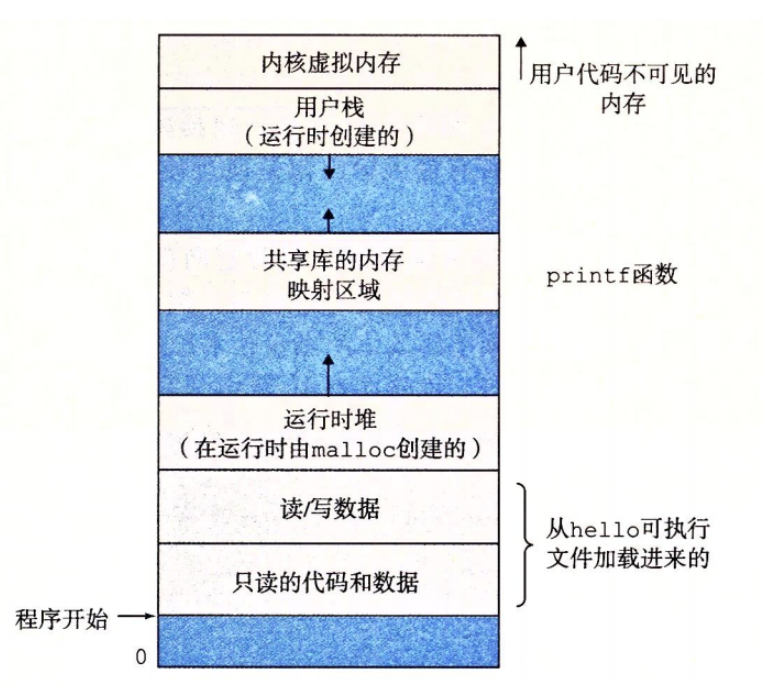 内核虚拟内存
用户代码不可见的
内存
用户栈
（运行时创建的）
共享库的内存
映射区域
printf函数
运行时堆
（在运行时由malloc创建的）
读/写数据
从hello可执行
文件加载进来的
只读的代码和数据
程序开始
0